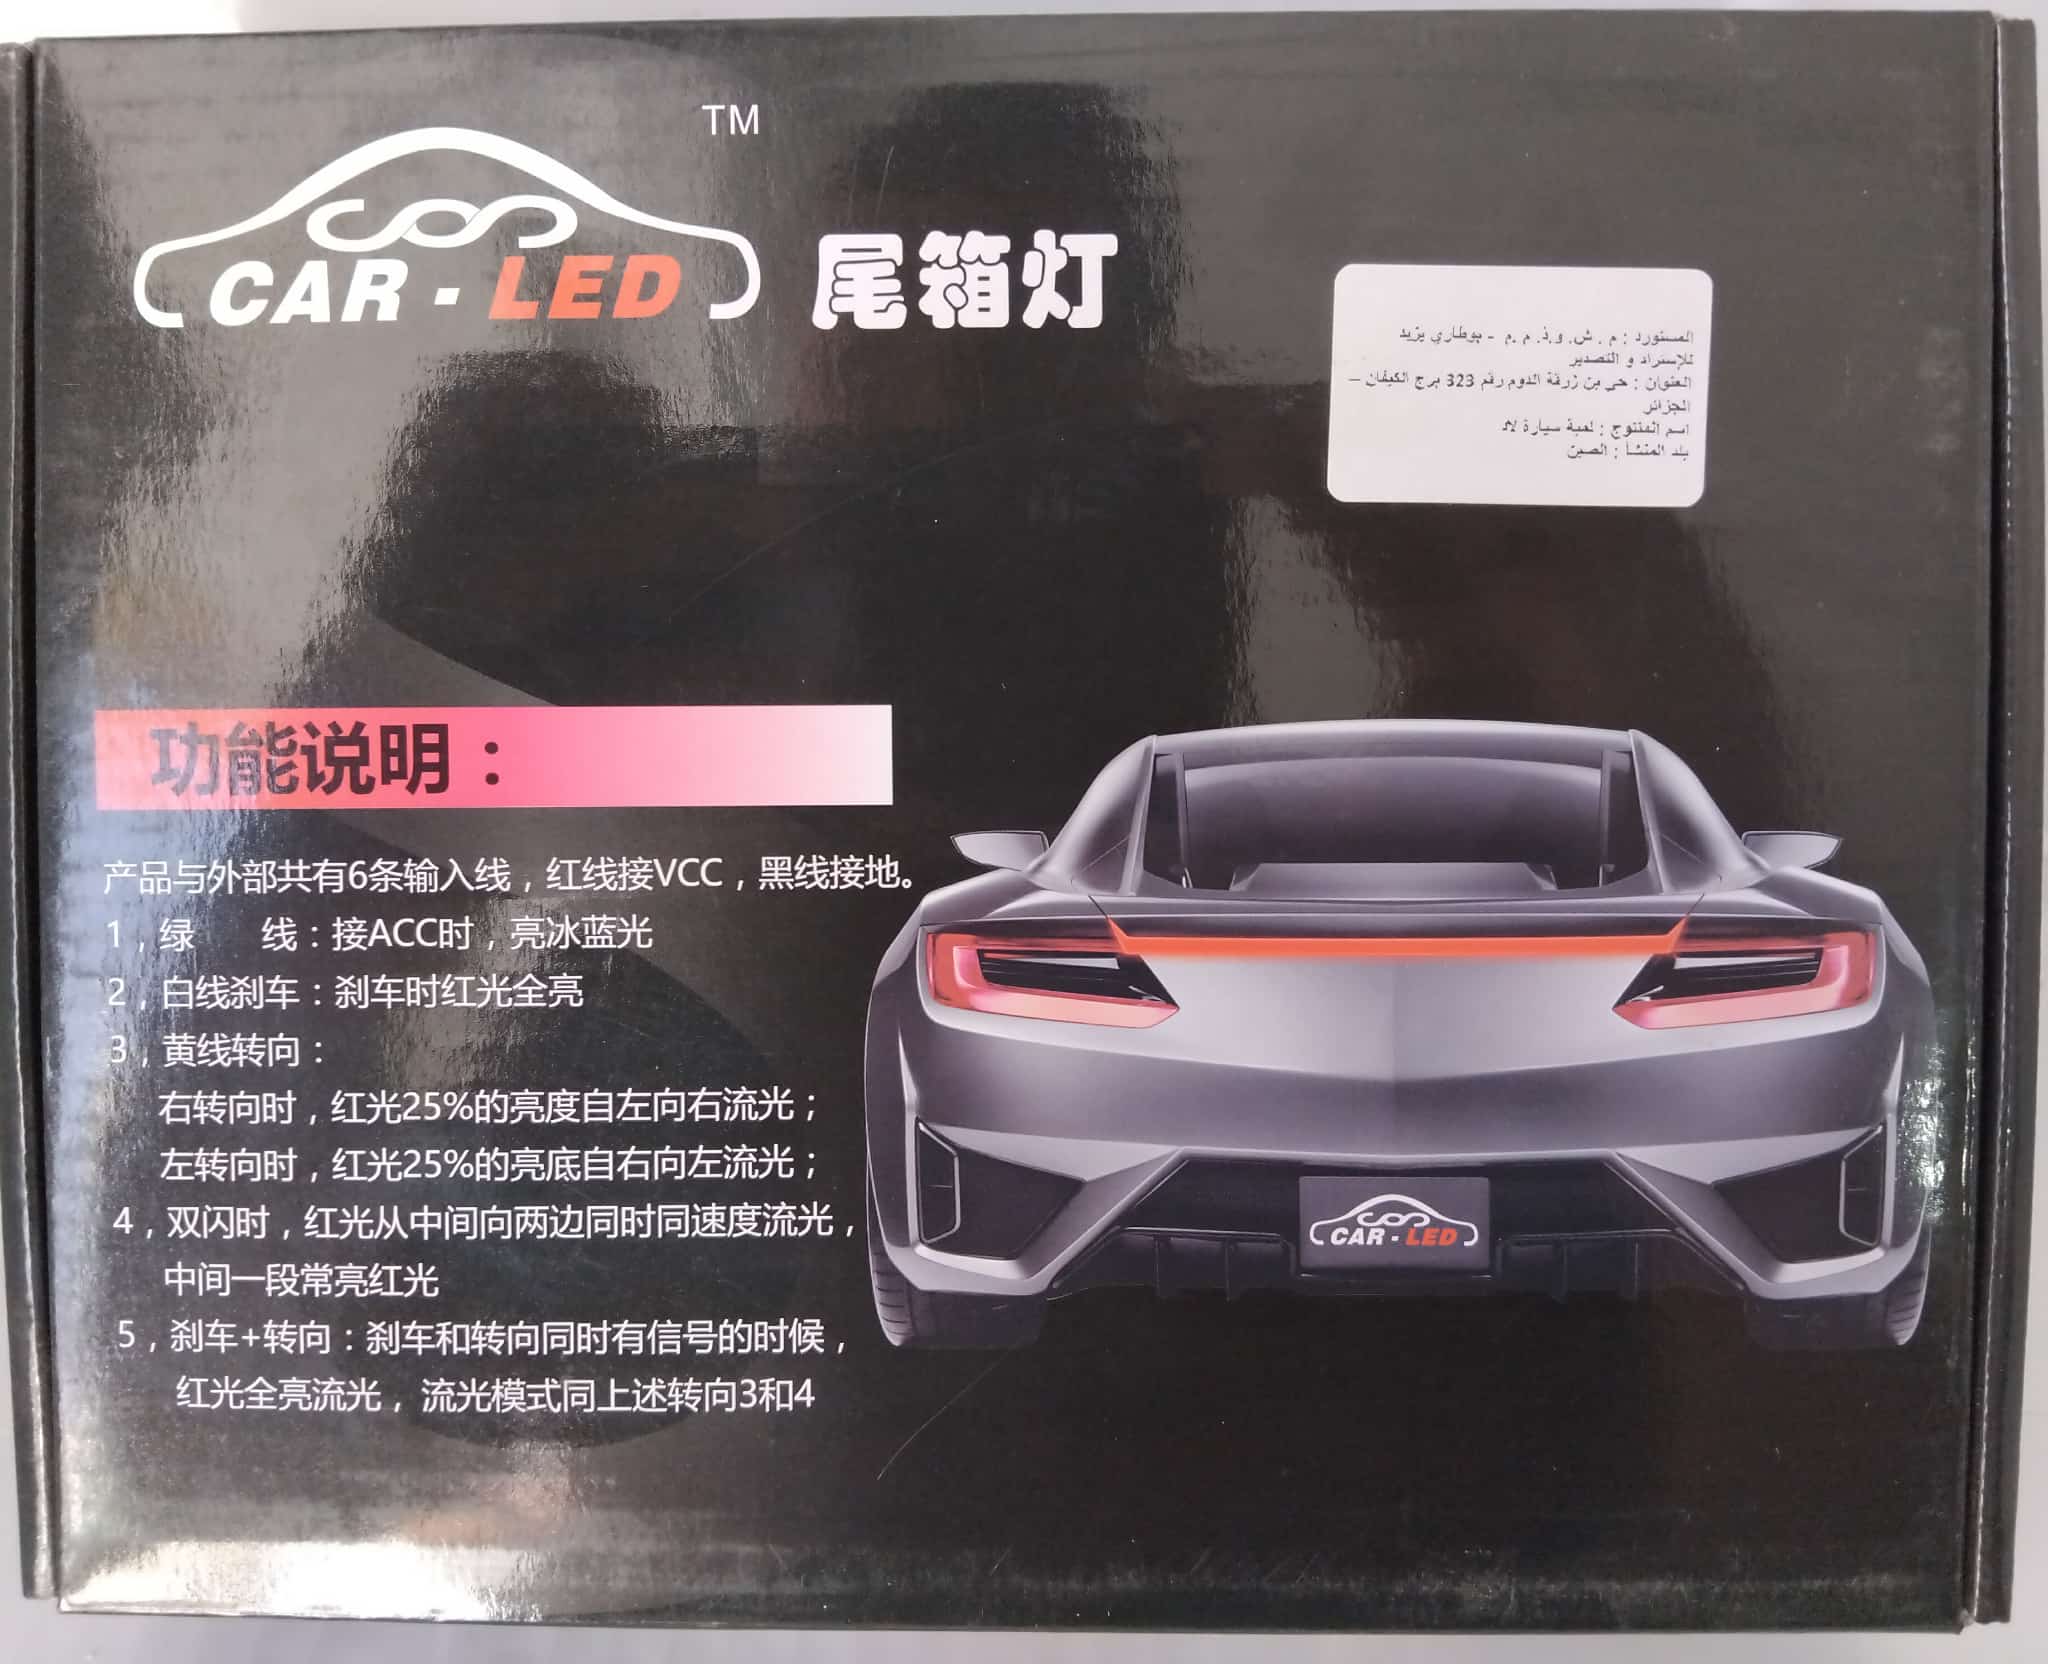 TM
CAR - LED
尾箱灯
المستورد : م . ش. و.ذ. م .م - بوطاري يزيد
للإستراد و التصدير
العنوان : حي بن زرقة الدوم رقم 323 برج الكيفان –
الجزائر
اسم المنتوج : لعبة سيارة لاد
بلد المنشأ : الصين
功能说明：
产品与外部共有6条输入线，红线接VCC，黑线接地。
1，绿 线：接ACC时，亮冰蓝光
2，白线刹车：刹车时红光全亮
3，黄线转向：
右转向时，红光25%的亮度自左向右流光；
左转向时，红光25%的亮底自右向左流光；
4，双闪时，红光从中间向两边同时同速度流光，
中间一段常亮红光
5，刹车+转向：刹车和转向同时有信号的时候，
红光全亮流光，流光模式同上述转向3和4
CAR - LED